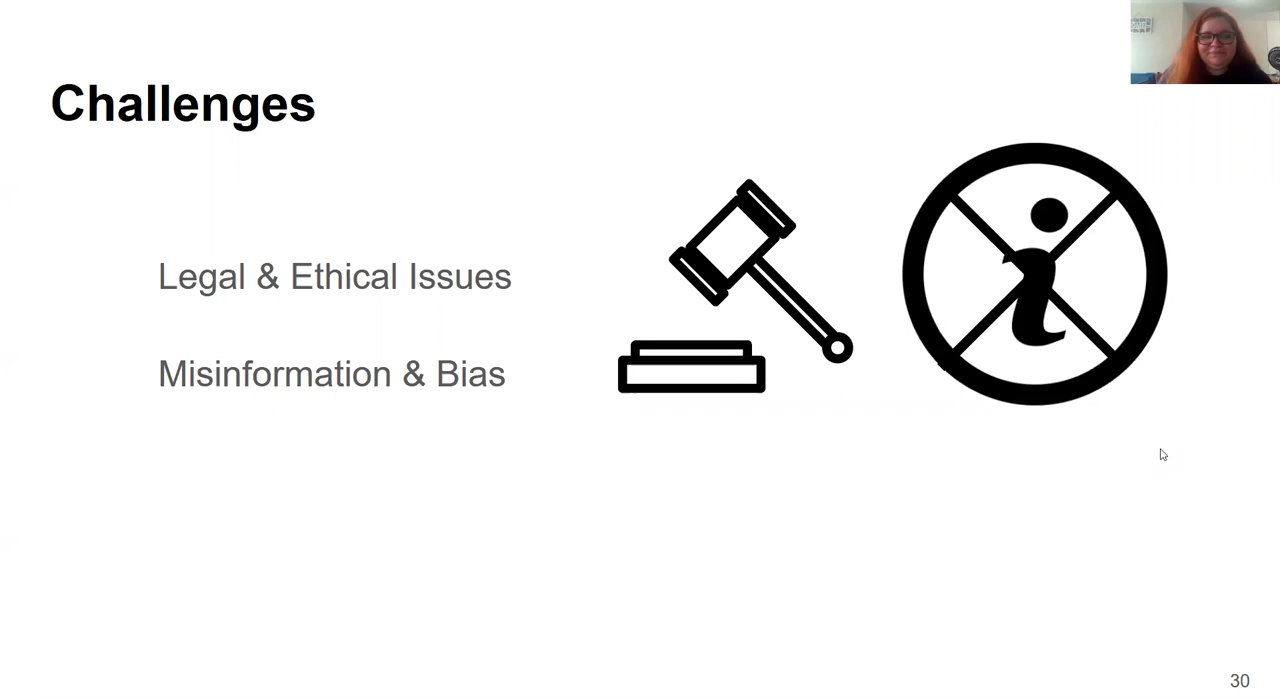 Challenges
Legal & Ethical Issues
Misinformation & Bias
i
30